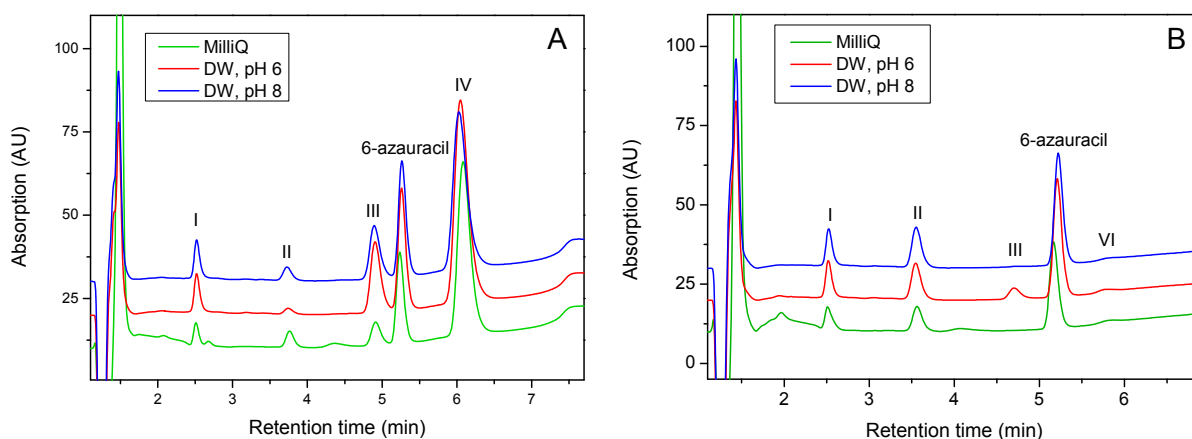 A
MilliQ
DW, pH 6
DW, pH 8
IV
6-azauracil
III
I
II
100
75
50
25
2 3 4 5 6 7
Absorption (AU)
Retention time (min)
B
MilliQ
DW, pH 6
DW, pH 8
6-azauracil
I
II
III
VI
100
75
50
25
0
2 3 4 5 6
Absorption (AU)
Retention time (min)